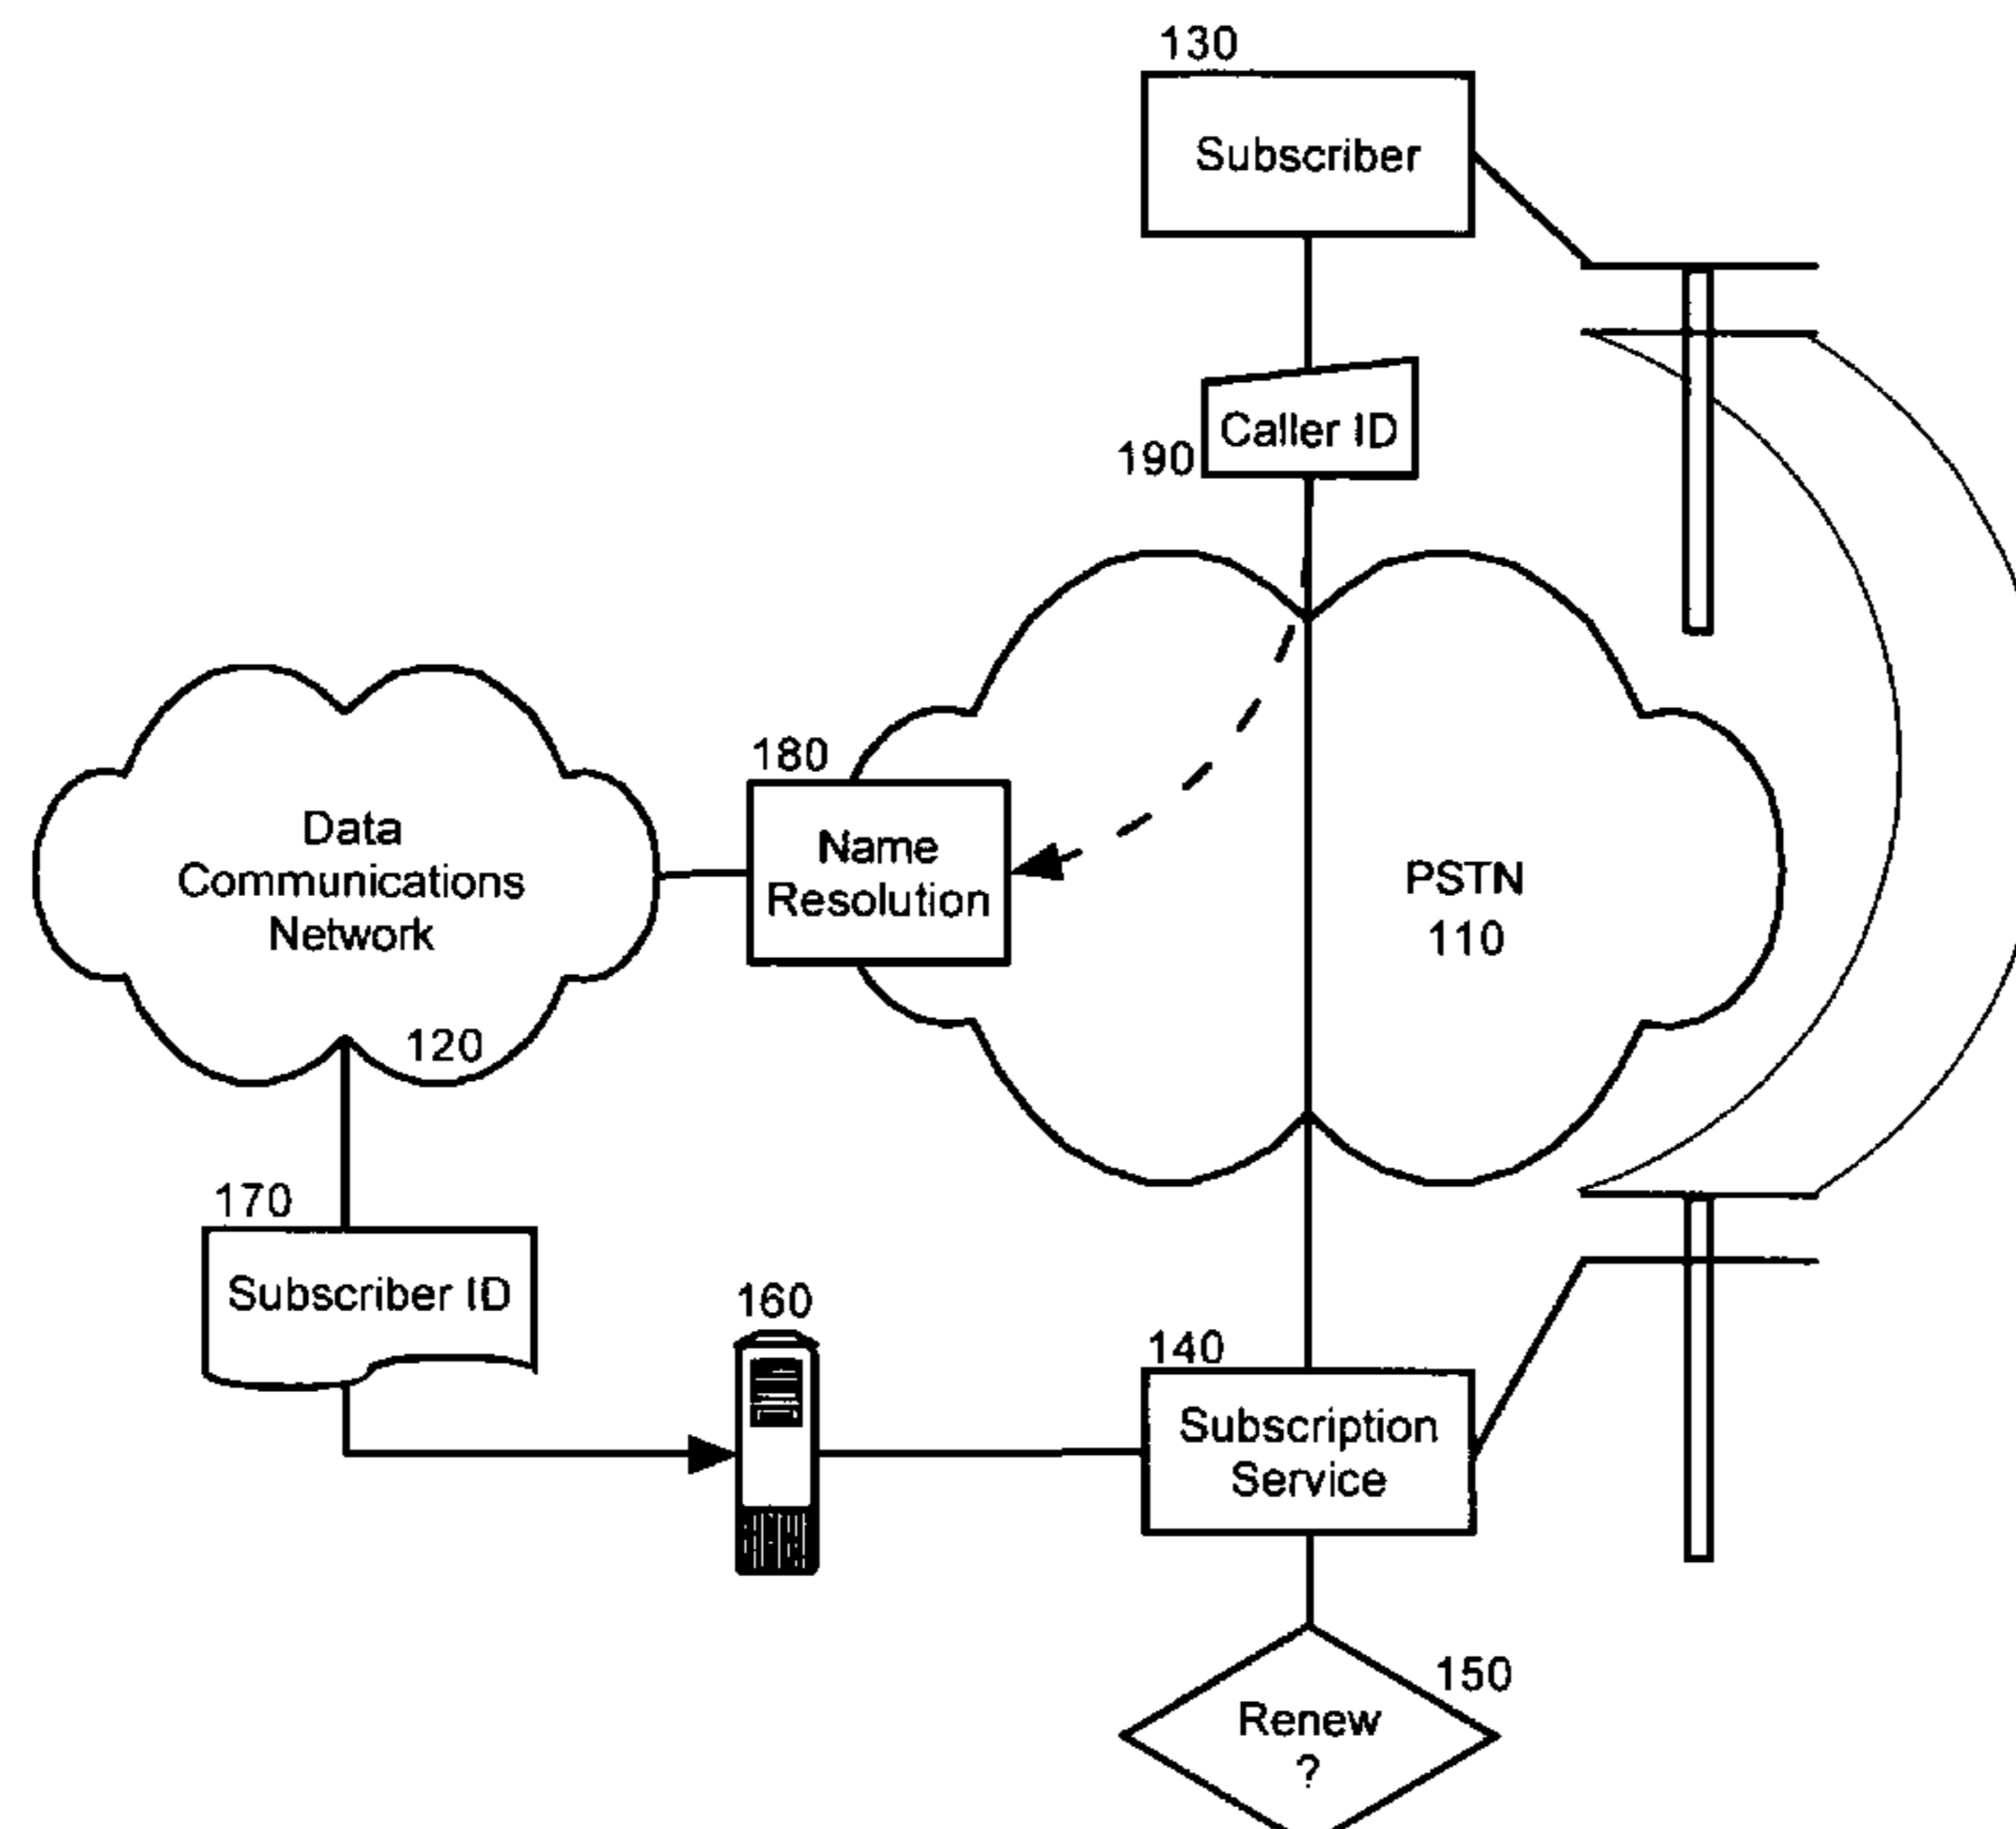 130
Subscriber
Caller ID
190
180
Name
Resolution
Data
Communications
Network
120
PSTN
110
170
Subscriber ID
160
140
Subscription
Service
150
Renew
?